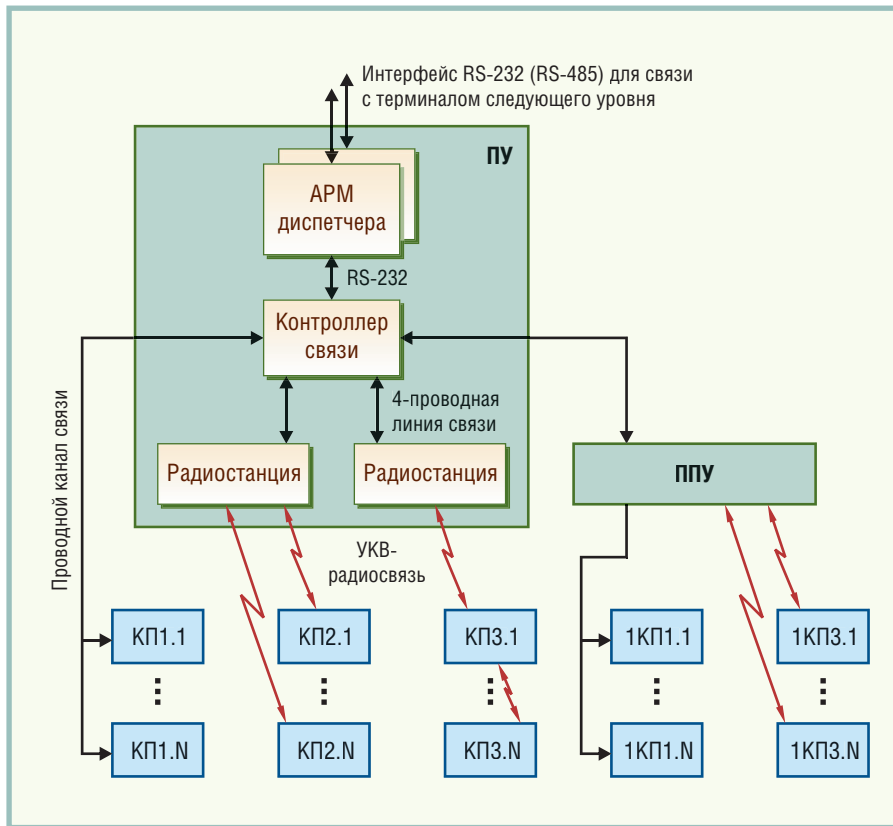 Интерфейс RS-232 (RS-485) для связи
с терминалом следующего уровня
ПУ
АРМ
диспетчера
RS-232
Контроллер
связи
4-проводная
линия связи
Проводной канал связи
Радиостанция
Радиостанция
ППУ
УКВ-
радиосвязь
КП1.1
КП2.1
КП3.1
1КП1.1
1КП3.1
КП1.N
КП2.N
КП3.N
1КП1.N
1КП3.N